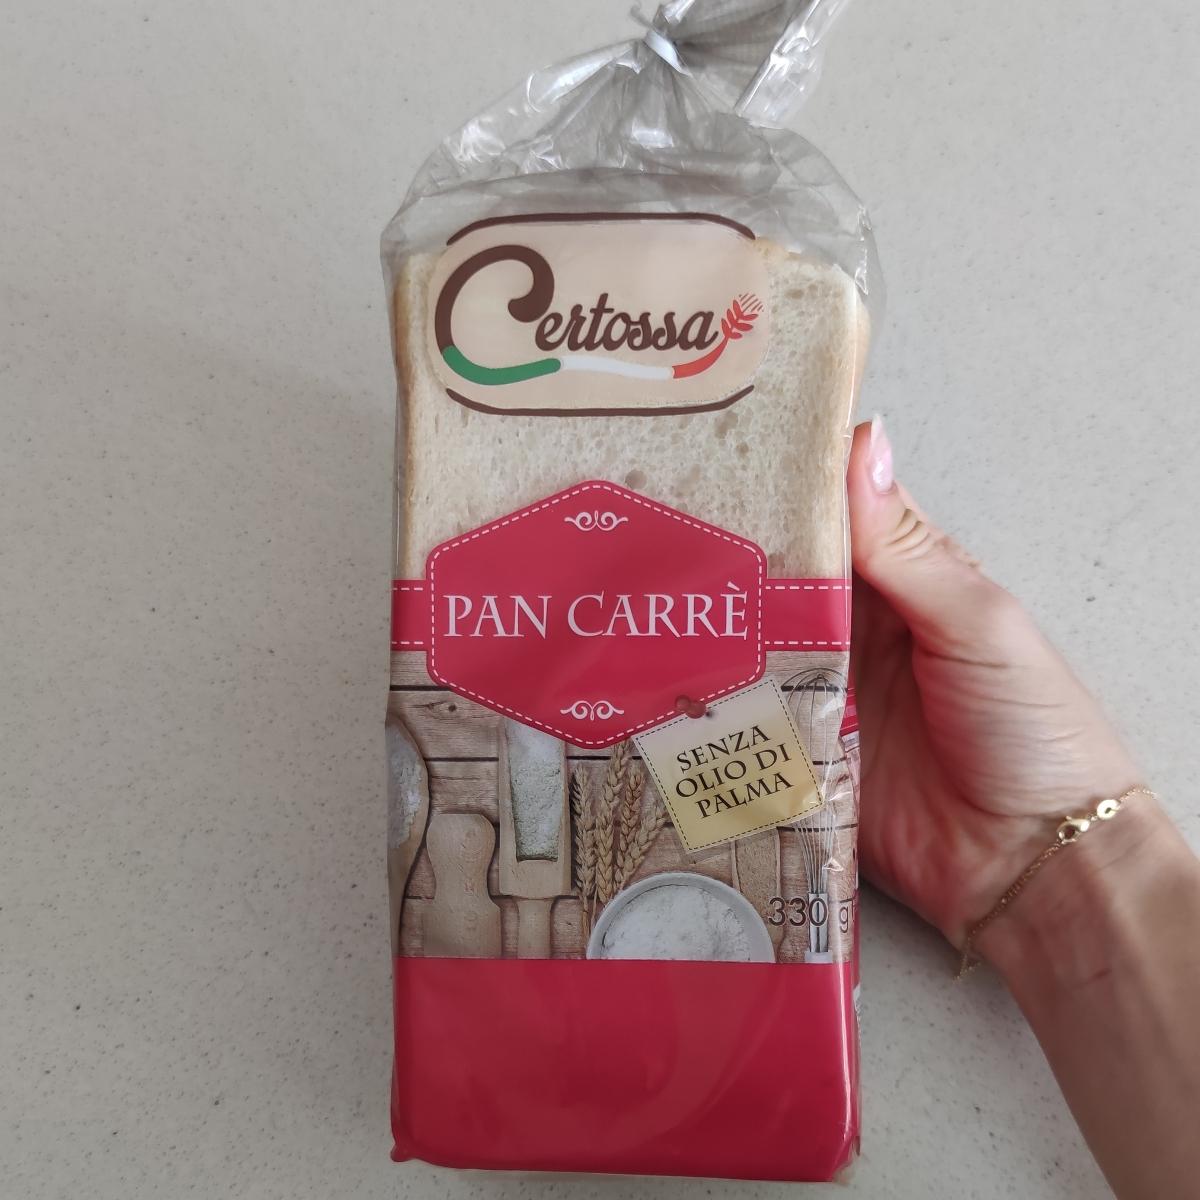 Certossa
PAN CARRÈ
SENZA
OLIO DI
PALMA
330 g